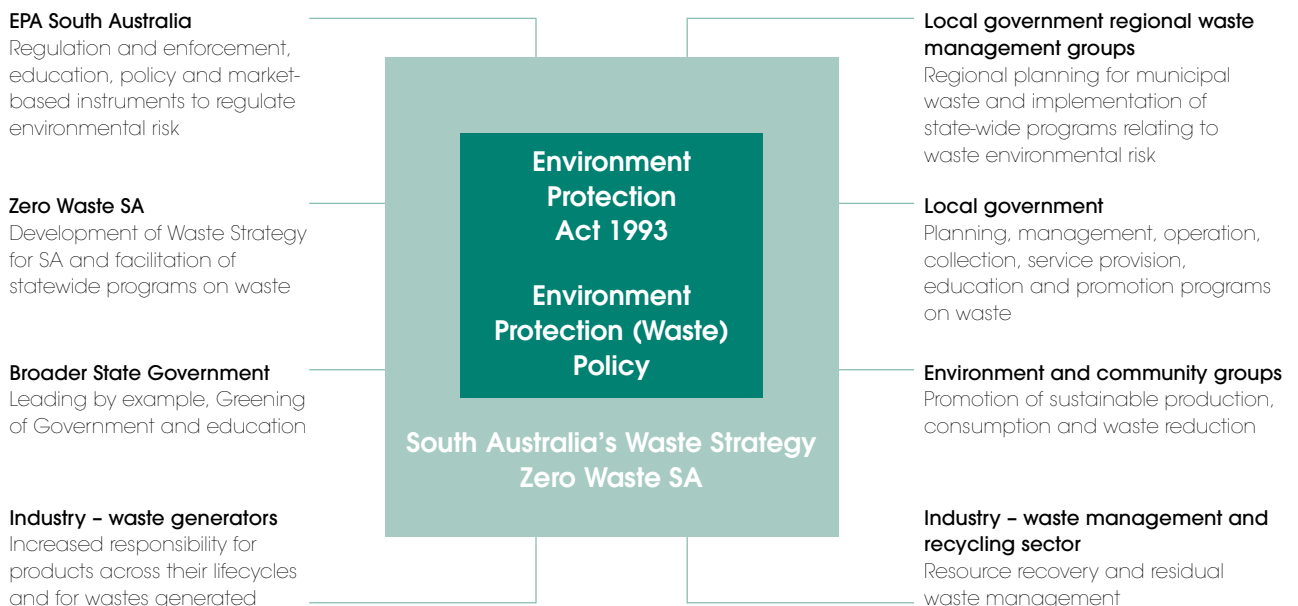 EPA South Australia
Regulation and enforcement,
education, policy and market-
based instruments to regulate
environmental risk
Zero Waste SA
Development of Waste Strategy
for SA and facilitation of
statewide programs on waste
Broader State Government
Leading by example, Greening
of Government and education
Industry – waste generators
Increased responsibility for
products across their lifecycles
and for wastes generated
Environment
Protection
Act 1993
Environment
Protection (Waste)
Policy
South Australia’s Waste Strategy
Zero Waste SA
Local government regional waste
management groups
Regional planning for municipal
waste and implementation of
state-wide programs relating to
waste environmental risk
Local government
Planning, management, operation,
collection, service provision,
education and promotion programs
on waste
Environment and community groups
Promotion of sustainable production,
consumption and waste reduction
Industry – waste management and
recycling sector
Resource recovery and residual
waste management